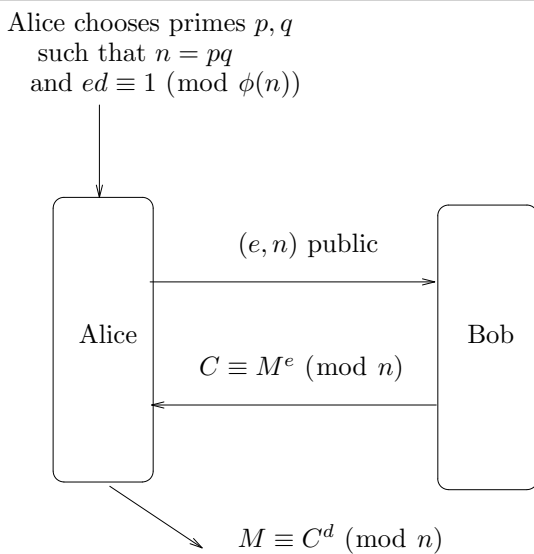 Alice chooses primes p, q
such that n = pq
and ed ≡ 1 (mod ϕ(n))
(e, n) public
Alice
Bob
C ≡ M^e (mod n)
M ≡ C^d (mod n)